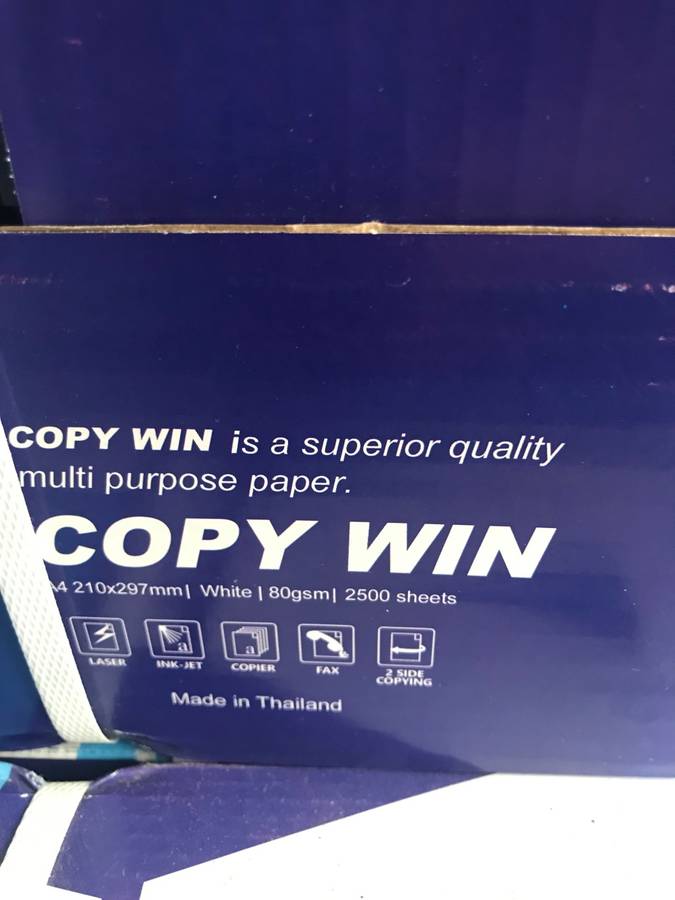 COPY WIN is a superior quality
multi purpose paper.
COPY WIN
A4 210x297mm| White | 80gsm| 2500 sheets
a a
LASER INK-JET COPIER FAX 2 SIDE COPYING
Made in Thailand